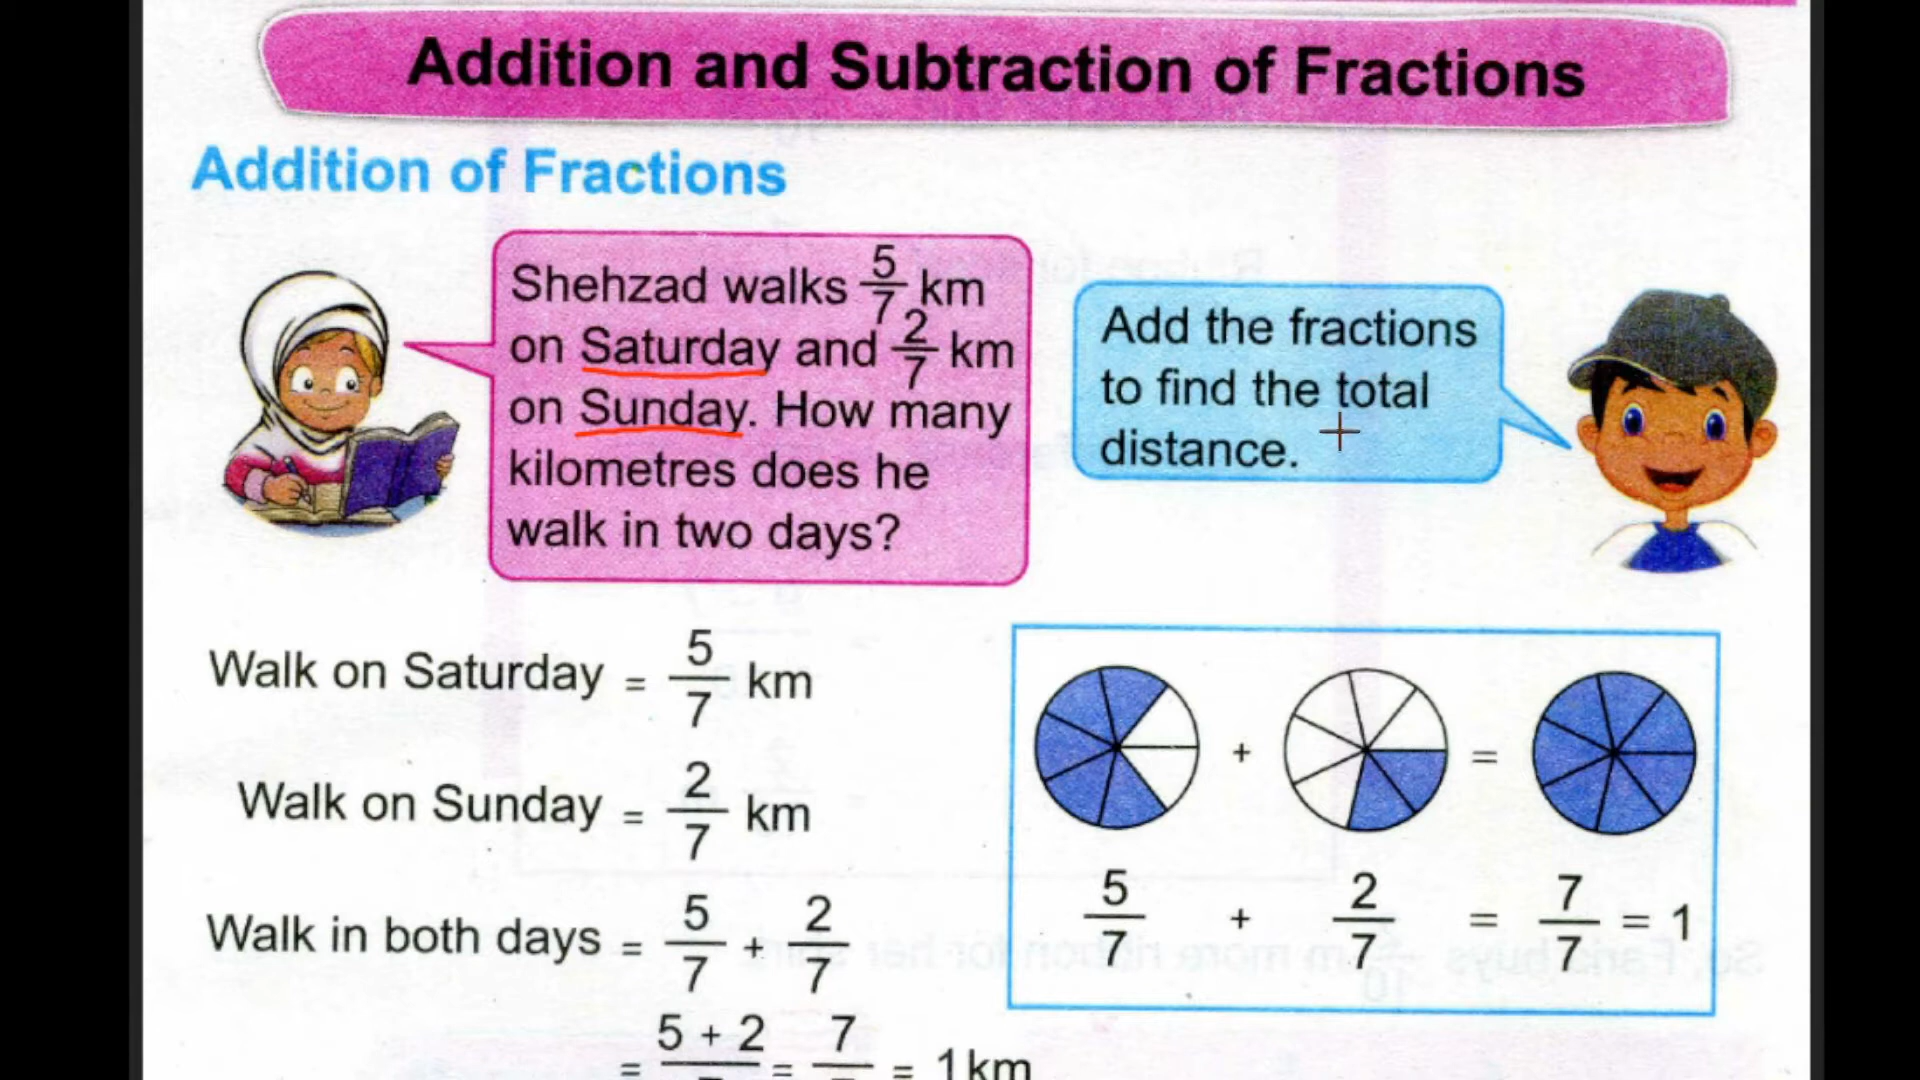 Addition and Subtraction of Fractions
Addition of Fractions
Shehzad walks 5/7 km
on Saturday and 2/7 km
on Sunday. How many
kilometres does he
walk in two days?
Add the fractions
to find the total
distance.
Walk on Saturday = 5/7 km
Walk on Sunday = 2/7 km
Walk in both days = 5/7 + 2/7
= 5 + 2 = 7 = 1 km
+ =
5/7 + 2/7 = 7/7 = 1